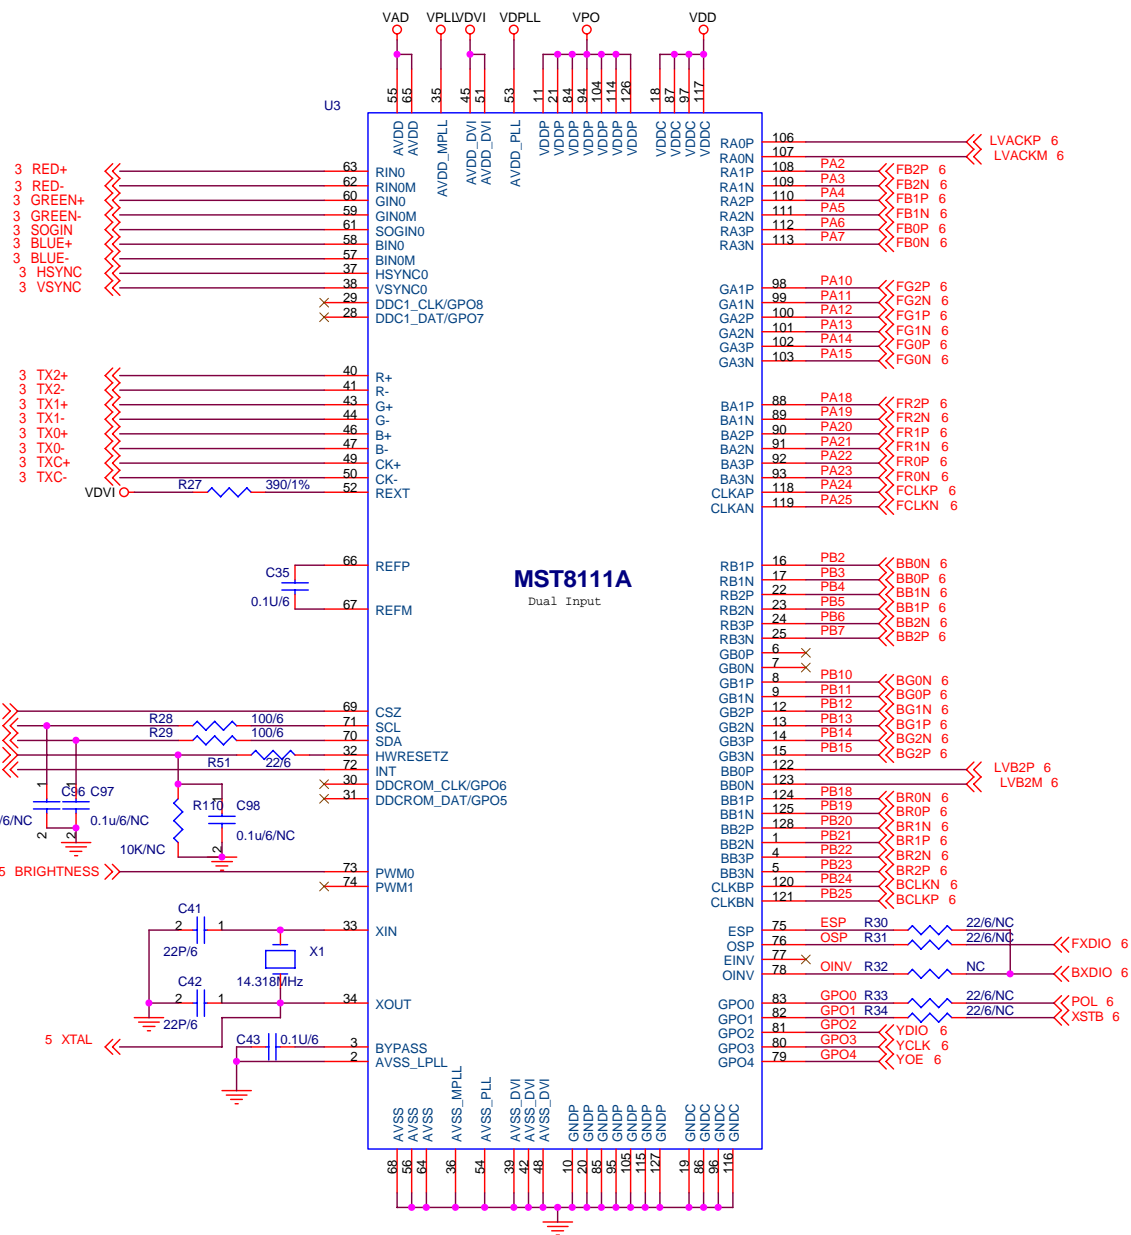 VAD VPLL VDVI VDPLL VPO VDD
U3
55 65 35 45 51 53 11 21 84 94 104 114 126 18 87 97 117
AVDD AVDD AVDD_MPLL AVDD_DVI AVDD_DVI AVDD_PLL VDDP VDDP VDDP VDDP VDDP VDDP VDDP VDDC VDDC VDDC VDDC
3 RED+ 63 RIN0
3 RED- 62 RIN0M
3 GREEN+ 60 GIN0
3 GREEN- 59 GIN0M
3 SOGIN 61 SOGIN0
3 BLUE+ 58 BIN0
3 BLUE- 57 BIN0M
3 HSYNC 37 HSYNC0
3 VSYNC 38 VSYNC0
29 DDC1_CLK/GPO8
28 DDC1_DAT/GPO7
3 TX2+ 40 R+
3 TX2- 41 R-
3 TX1+ 43 G+
3 TX1- 44 G-
3 TX0+ 46 B+
3 TX0- 47 B-
3 TXC+ 49 CK+
3 TXC- 50 CK-
VDVI R27 390/1% 52 REXT
66 REFP
C35
0.1U/6
67 REFM
MST8111A
Dual Input
69 CSZ
R28 100/6 71 SCL
R29 100/6 70 SDA
32 HWRESETZ
R51 22/6 72 INT
30 DDCROM_CLK/GPO6
31 DDCROM_DAT/GPO5
1 1 C96 C97 R110 1 C98
/6/NC 0.1u/6/NC 0.1u/6/NC
2 2 10K/NC 2
5 BRIGHTNESS 73 PWM0
74 PWM1
C41
2 1 33 XIN
22P/6 X1
14.318MHz
C42
2 1 34 XOUT
22P/6
5 XTAL
C43 0.1U/6 3 BYPASS
2 AVSS_LPLL
RA0P 106 LVACKP 6
RA0N 107 LVACKM 6
RA1P 108 PA2 FB2P 6
RA1N 109 PA3 FB2N 6
RA2P 110 PA4 FB1P 6
RA2N 111 PA5 FB1N 6
RA3P 112 PA6 FB0P 6
RA3N 113 PA7 FB0N 6
GA1P 98 PA10 FG2P 6
GA1N 99 PA11 FG2N 6
GA2P 100 PA12 FG1P 6
GA2N 101 PA13 FG1N 6
GA3P 102 PA14 FG0P 6
GA3N 103 PA15 FG0N 6
BA1P 88 PA18 FR2P 6
BA1N 89 PA19 FR2N 6
BA2P 90 PA20 FR1P 6
BA2N 91 PA21 FR1N 6
BA3P 92 PA22 FR0P 6
BA3N 93 PA23 FR0N 6
CLKAP 118 PA24 FCLKP 6
CLKAN 119 PA25 FCLKN 6
RB1P 16 PB2 BB0N 6
RB1N 17 PB3 BB0P 6
RB2P 22 PB4 BB1N 6
RB2N 23 PB5 BB1P 6
RB3P 24 PB6 BB2N 6
RB3N 25 PB7 BB2P 6
GB0P 6
GB0N 7
GB1P 8 PB10 BG0N 6
GB1N 9 PB11 BG0P 6
GB2P 12 PB12 BG1N 6
GB2N 13 PB13 BG1P 6
GB3P 14 PB14 BG2N 6
GB3N 15 PB15 BG2P 6
BB0P 122 LVB2P 6
BB0N 123 LVB2M 6
BB1P 124 PB18 BR0N 6
BB1N 125 PB19 BR0P 6
BB2P 128 PB20 BR1N 6
BB2N 1 PB21 BR1P 6
BB3P 4 PB22 BR2N 6
BB3N 5 PB23 BR2P 6
CLKBP 120 PB24 BCLKN 6
CLKBN 121 PB25 BCLKP 6
ESP 75 ESP R30 22/6/NC
OSP 76 OSP R31 22/6/NC FXDIO 6
EINV 77
OINV 78 OINV R32 NC BXDIO 6
GPO0 83 GPO0 R33 22/6/NC POL 6
GPO1 82 GPO1 R34 22/6/NC XSTB 6
GPO2 81 GPO2 YDIO 6
GPO3 80 GPO3 YCLK 6
GPO4 79 GPO4 YOE 6
AVSS AVSS AVSS AVSS_MPLL AVSS_PLL AVSS_DVI AVSS_DVI AVSS_DVI GNDP GNDP GNDP GNDP GNDP GNDP GNDP GNDC GNDC GNDC GNDC
68 56 64 36 54 39 42 48 10 20 85 95 105 115 127 19 86 96 116